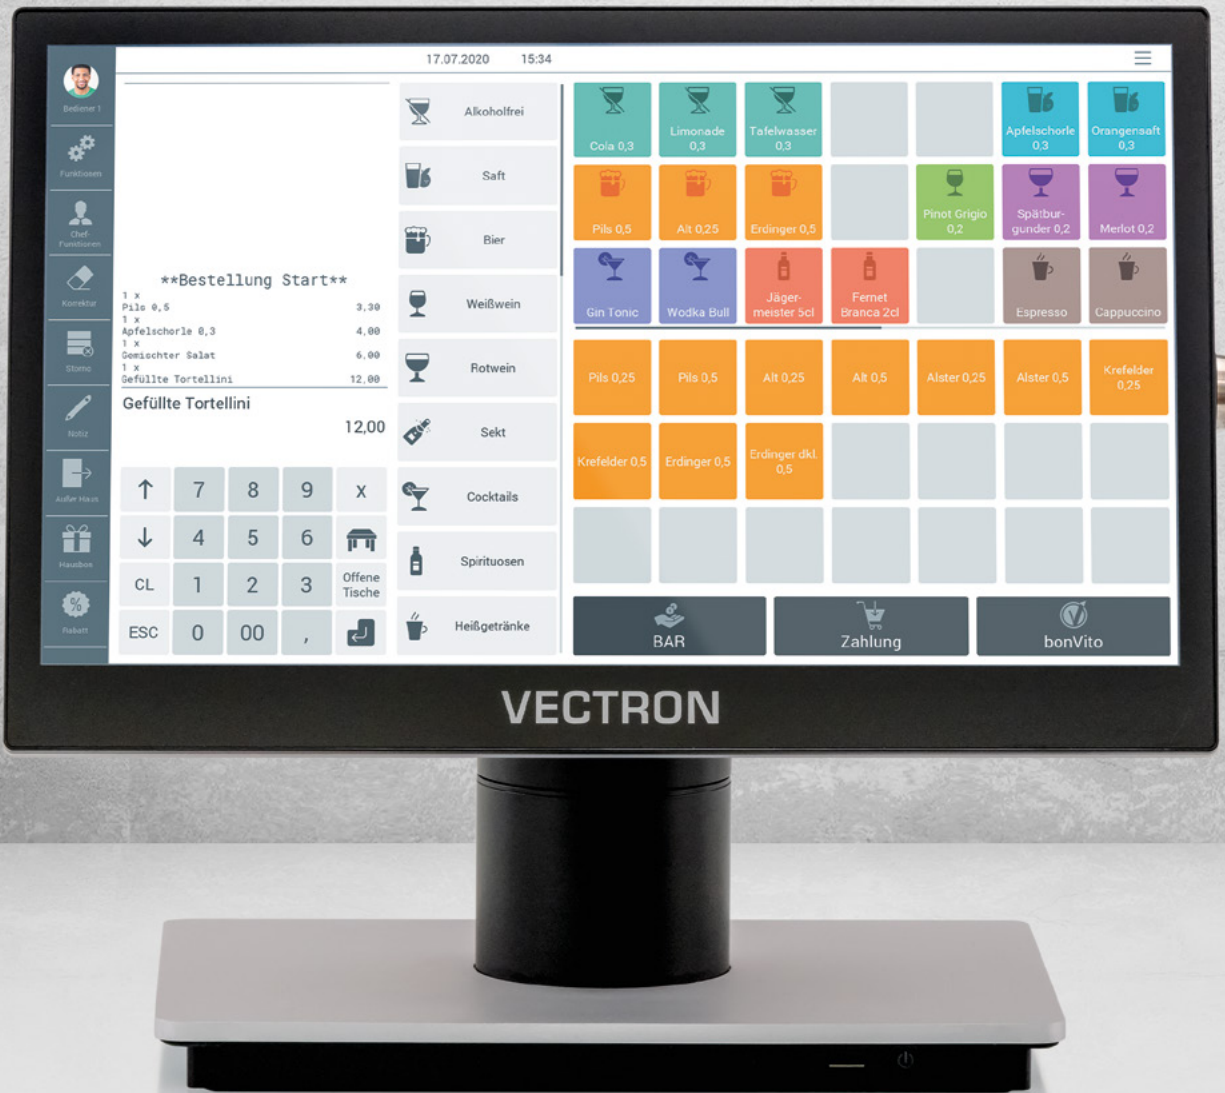 17.07.2020 15:34
Bediener 1
Funktionen
Chef-
Funktionen
Korrektur
Storno
Notiz
Außer Haus
Hausbon
Rabatt
**Bestellung Start**
1 x
Pils 0,5 3,30
1 x
Apfelschorle 0,3 4,00
1 x
Gemischter Salat 6,00
1 x
Gefüllte Tortellini 12,00
Gefüllte Tortellini
12,00
7 8 9 X
4 5 6
CL 1 2 3 Offene
Tische
ESC 0 00 ,
Alkoholfrei
Saft
Bier
Weißwein
Rotwein
Sekt
Cocktails
Spirituosen
Heißgetränke
Cola 0,3
Limonade
0,3
Tafelwasser
0,3
Apfelschorle
0,3
Orangensaft
0,3
Pils 0,5
Alt 0,25
Erdinger 0,5
Pinot Grigio
0,2
Spätbur-
gunder 0,2
Merlot 0,2
Gin Tonic
Wodka Bull
Jäger-
meister 5cl
Fernet
Branca 2cl
Espresso
Cappuccino
Pils 0,25
Pils 0,5
Alt 0,25
Alt 0,5
Alster 0,25
Alster 0,5
Krefelder
0,25
Krefelder 0,5
Erdinger 0,5
Erdinger dkl.
0,5
BAR
Zahlung
bonVito
VECTRON